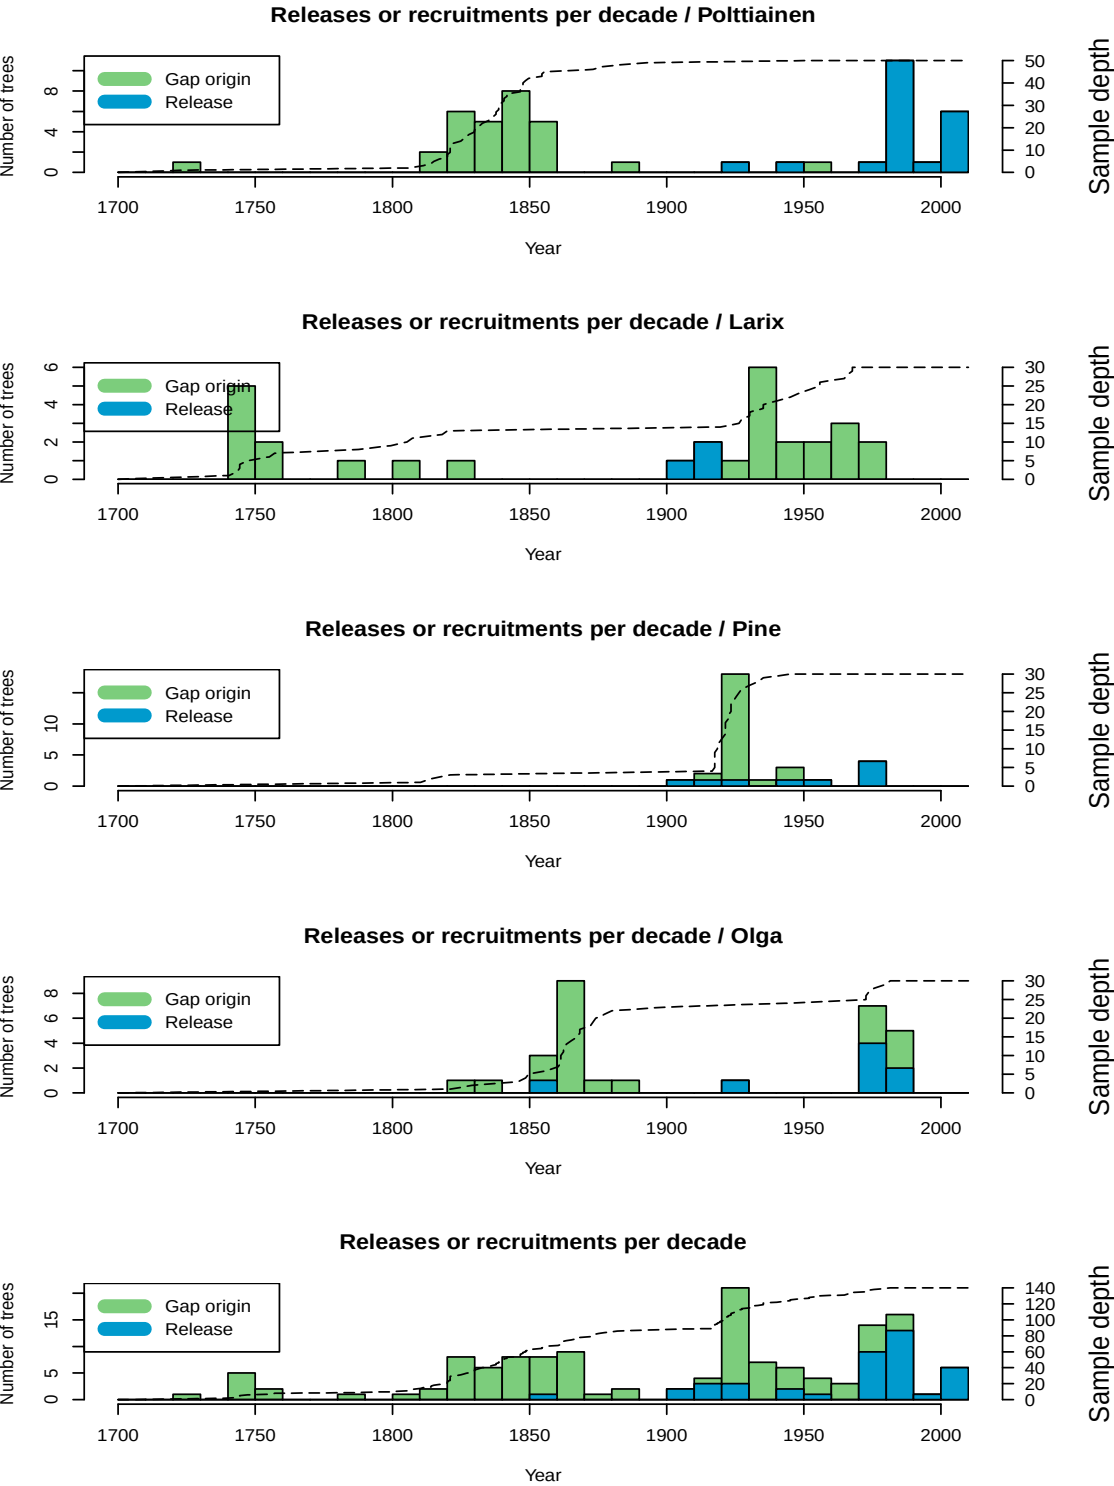 Releases or recruitments per decade / Polttiainen
Number of trees
0 4 8
Gap origin
Release
0 10 20 30 40 50
Sample depth
1700 1750 1800 1850 1900 1950 2000
Year
Releases or recruitments per decade / Larix
Number of trees
0 2 4 6
Gap origin
Release
0 5 10 15 20 25 30
Sample depth
1700 1750 1800 1850 1900 1950 2000
Year
Releases or recruitments per decade / Pine
Number of trees
0 5 10
Gap origin
Release
0 5 10 15 20 25 30
Sample depth
1700 1750 1800 1850 1900 1950 2000
Year
Releases or recruitments per decade / Olga
Number of trees
0 2 4 6 8
Gap origin
Release
0 5 10 15 20 25 30
Sample depth
1700 1750 1800 1850 1900 1950 2000
Year
Releases or recruitments per decade
Number of trees
0 5 15
Gap origin
Release
0 20 40 60 80 100 120 140
Sample depth
1700 1750 1800 1850 1900 1950 2000
Year